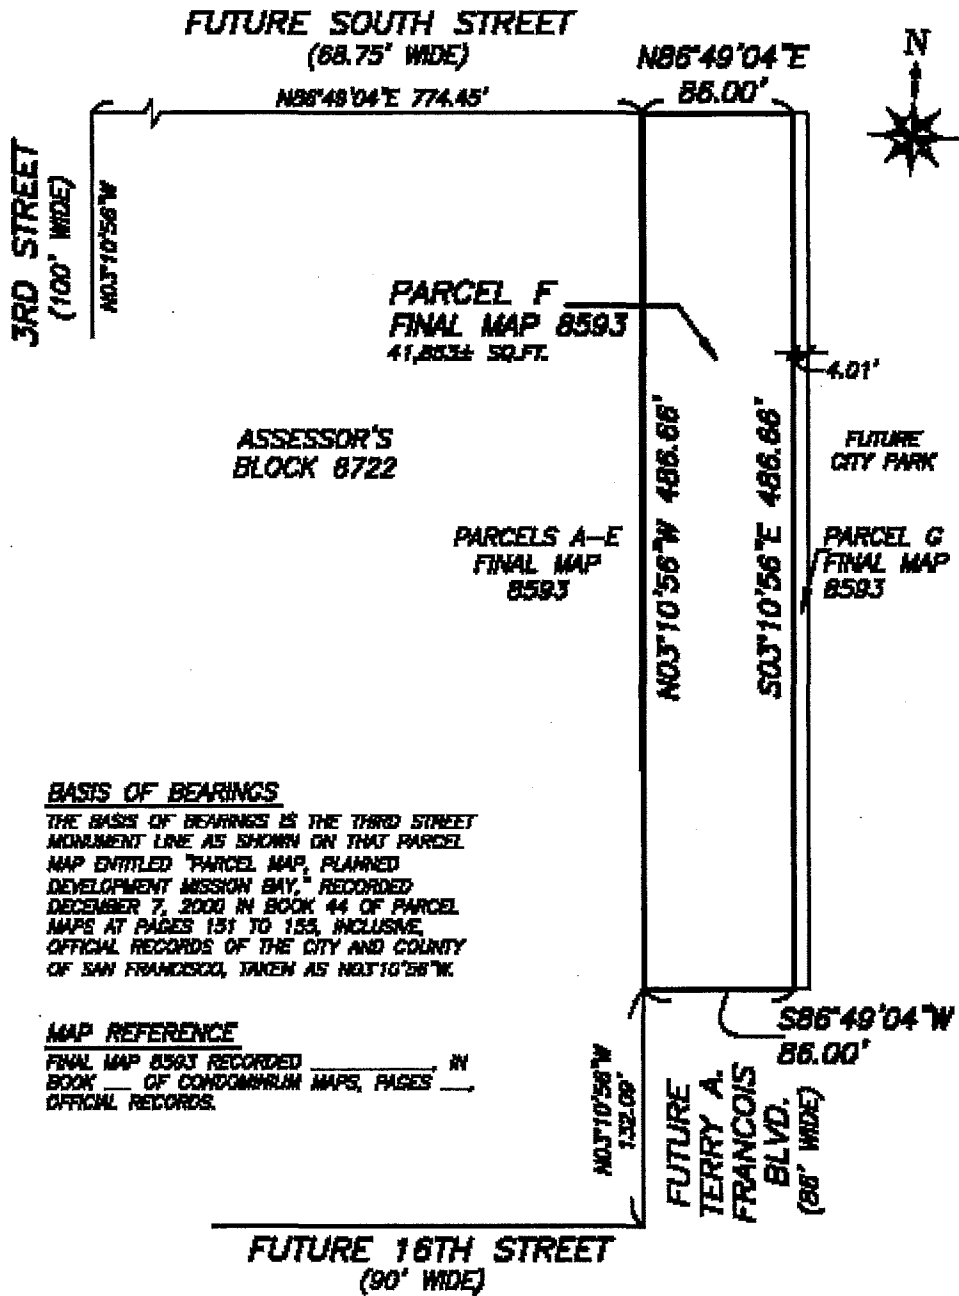 FUTURE SOUTH STREET
(68.75' WIDE)
N86°49'04"E 774.45'
N86°49'04"E
86.00'
N
3RD STREET
(100' WIDE)
N03°10'56"W
PARCEL F
FINAL MAP 8593
41,853± SQ.FT.
4.01'
ASSESSOR'S
BLOCK 8722
FUTURE
CITY PARK
PARCELS A-E
FINAL MAP
8593
N03°10'56"W 486.66'
S03°10'56"E 486.66'
PARCEL G
FINAL MAP
8593
BASIS OF BEARINGS
THE BASIS OF BEARINGS IS THE THIRD STREET
MONUMENT LINE AS SHOWN ON THAT PARCEL
MAP ENTITLED "PARCEL MAP, PLANNED
DEVELOPMENT MISSION BAY," RECORDED
DECEMBER 7, 2000 IN BOOK 44 OF PARCEL
MAPS AT PAGES 151 TO 155, INCLUSIVE,
OFFICIAL RECORDS OF THE CITY AND COUNTY
OF SAN FRANCISCO, TAKEN AS N03°10'56"W.
MAP REFERENCE
FINAL MAP 8593 RECORDED ________, IN
BOOK __ OF CONDOMINIUM MAPS, PAGES __,
OFFICIAL RECORDS.
S86°49'04"W
86.00'
N03°10'56"W
132.09'
FUTURE
TERRY A.
FRANCOIS
BLVD.
(86' WIDE)
FUTURE 16TH STREET
(90' WIDE)